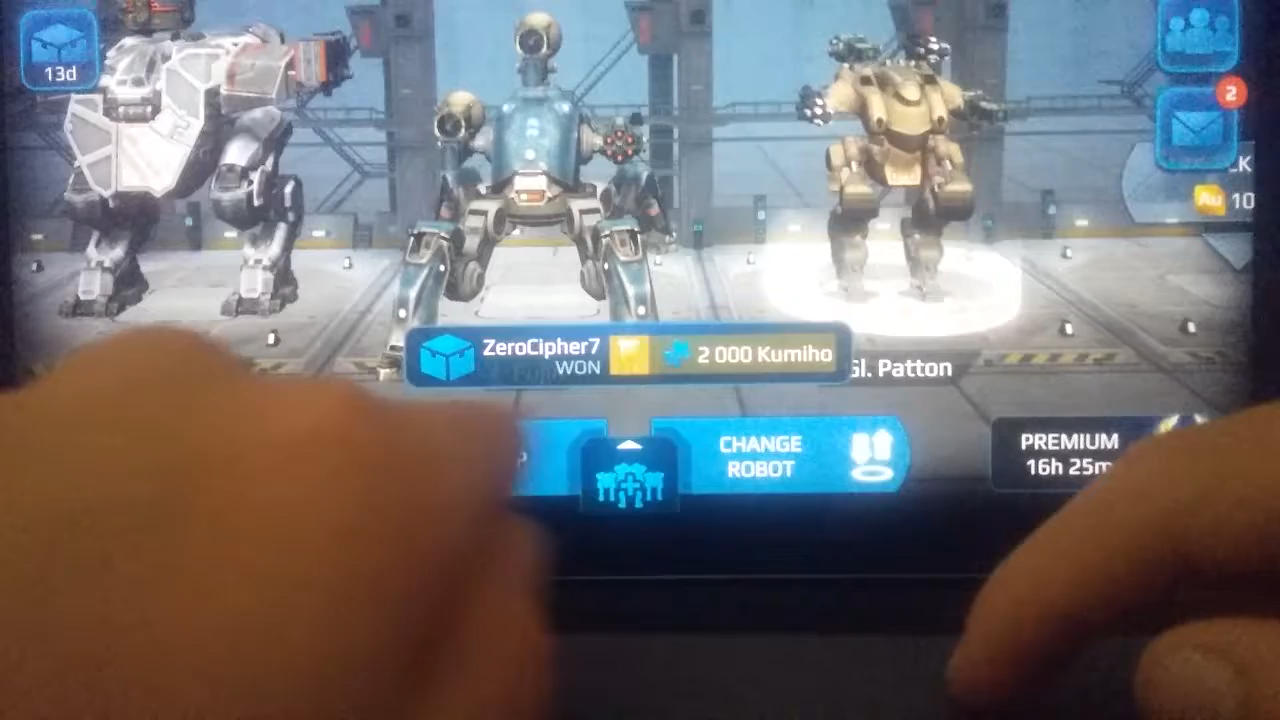 13d
2
Au 10
ZeroCipher7
WON
2 000 Kumiho
Gl. Patton
CHANGE
ROBOT
PREMIUM
16h 25m